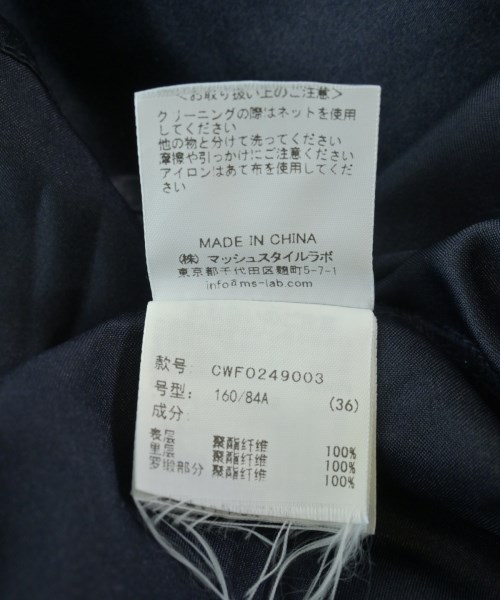 <お取り扱い上のご注意>
クリーニングの際はネットを使用
してください
他の物と分けて洗ってください
摩擦や引っかけにご注意ください
アイロンはあて布を使用してくだ
さい
MADE IN CHINA
(株) マッシュスタイルラボ
東京都千代田区麹町5-7-1
info@ms-lab.com
款号: CWF0249003
号型: 160/84A (36)
成分:
表层 聚酯纤维 100%
里层 聚酯纤维 100%
罗缎部分 聚酯纤维 100%